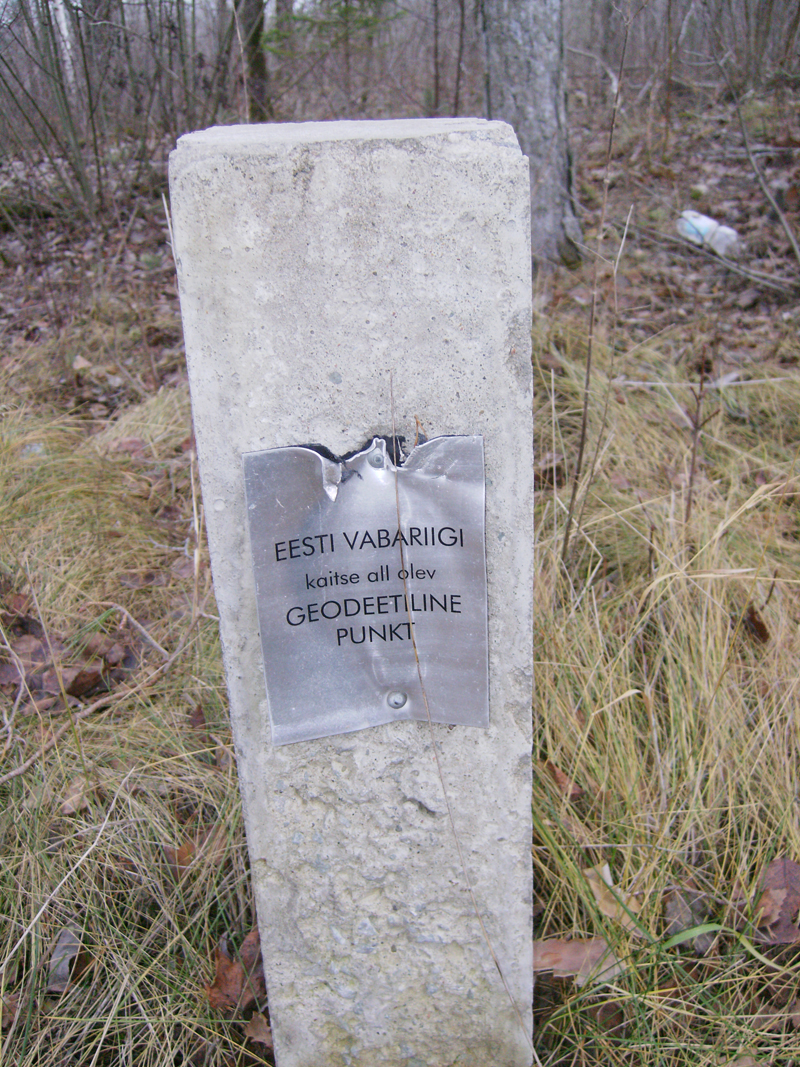 EESTI VABARIIGI
kaitse all olev
GEODEETILINE
PUNKT